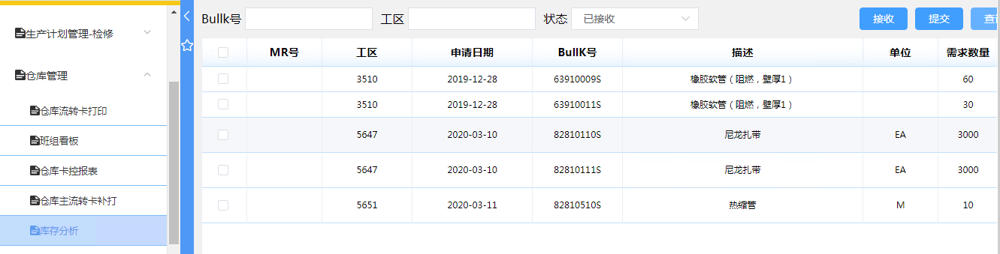 生产计划管理-检修
仓库管理
仓库流转卡打印
班组看板
仓库卡控报表
仓库主流转卡补打
库存分析
Bullk号 工区 状态 已接收 接收 提交
MR号 工区 申请日期 BullK号 描述 单位 需求数量
3510 2019-12-28 63910009S 橡胶软管（阻燃，壁厚1） 60
3510 2019-12-28 63910011S 橡胶软管（阻燃，壁厚1） 30
5647 2020-03-10 82810110S 尼龙扎带 EA 3000
5647 2020-03-10 82810111S 尼龙扎带 EA 3000
5651 2020-03-11 82810510S 热缩管 M 10